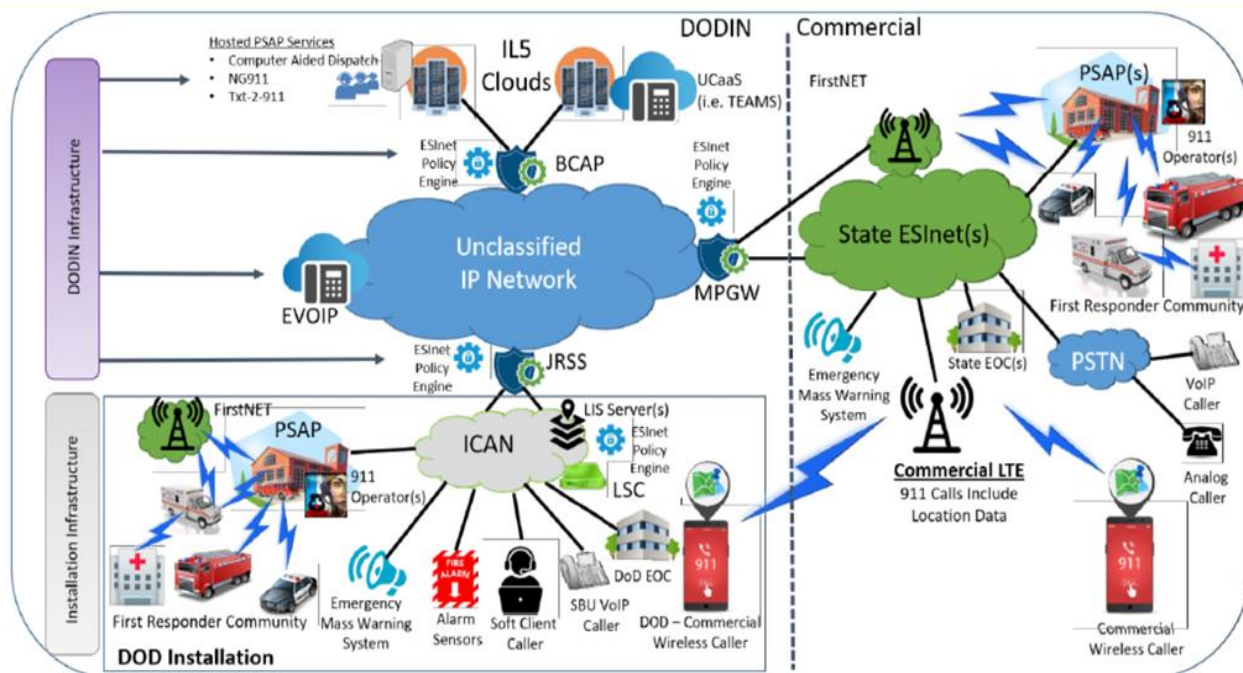 DODIN
Commercial
Hosted PSAP Services
• Computer Aided Dispatch
• NG911
• Txt-2-911
IL5
Clouds
UCaaS
(i.e. TEAMS)
FirstNET
PSAP(s)
911
Operator(s)
DODIN Infrastructure
ESInet
Policy
Engine
BCAP
ESInet
Policy
Engine
Unclassified
IP Network
EVOIP
MPGW
State ESInet(s)
First Responder Community
ESInet
Policy
Engine
JRSS
Emergency
Mass Warning
System
State EOC(s)
PSTN
VoIP
Caller
Analog
Caller
Commercial LTE
911 Calls Include
Location Data
911
Commercial
Wireless Caller
Installation Infrastructure
FirstNET
PSAP
911
Operator(s)
ICAN
LIS Server(s)
ESInet
Policy
Engine
LSC
First Responder Community
Emergency
Mass Warning
System
FIRE
ALARM
Alarm
Sensors
Soft Client
Caller
SBU VoIP
Caller
DoD EOC
911
DOD – Commercial
Wireless Caller
DOD Installation